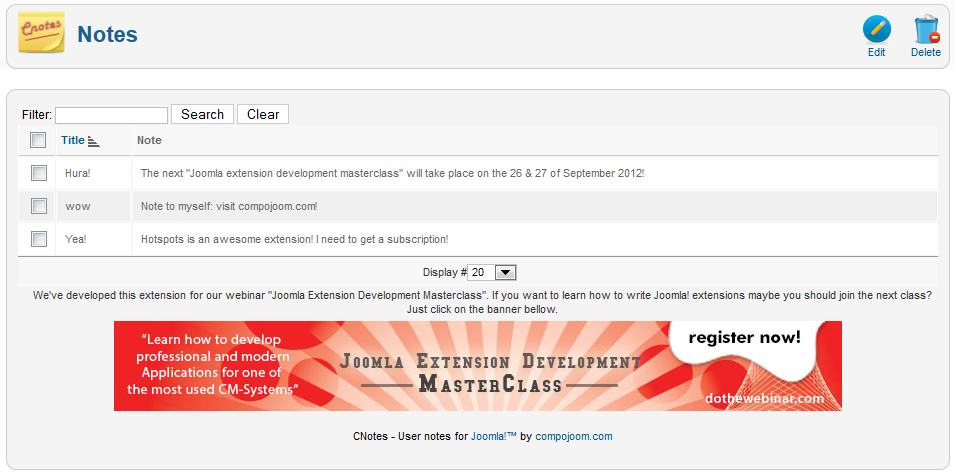 Cnotes
Notes
Edit
Delete
Filter: Search Clear
Title Note
Hura! The next "Joomla extension development masterclass" will take place on the 26 & 27 of September 2012!
wow Note to myself: visit compojoom.com!
Yea! Hotspots is an awesome extension! I need to get a subscription!
Display #20
We've developed this extension for our webinar "Joomla Extension Development Masterclass". If you want to learn how to write Joomla! extensions maybe you should join the next class?
Just click on the banner bellow.
“Learn how to develop
professional and modern
Applications for one of
the most used CM-Systems“
Joomla Extension Development
MasterClass
register now!
dothewebinar.com
CNotes - User notes for Joomla!™ by compojoom.com